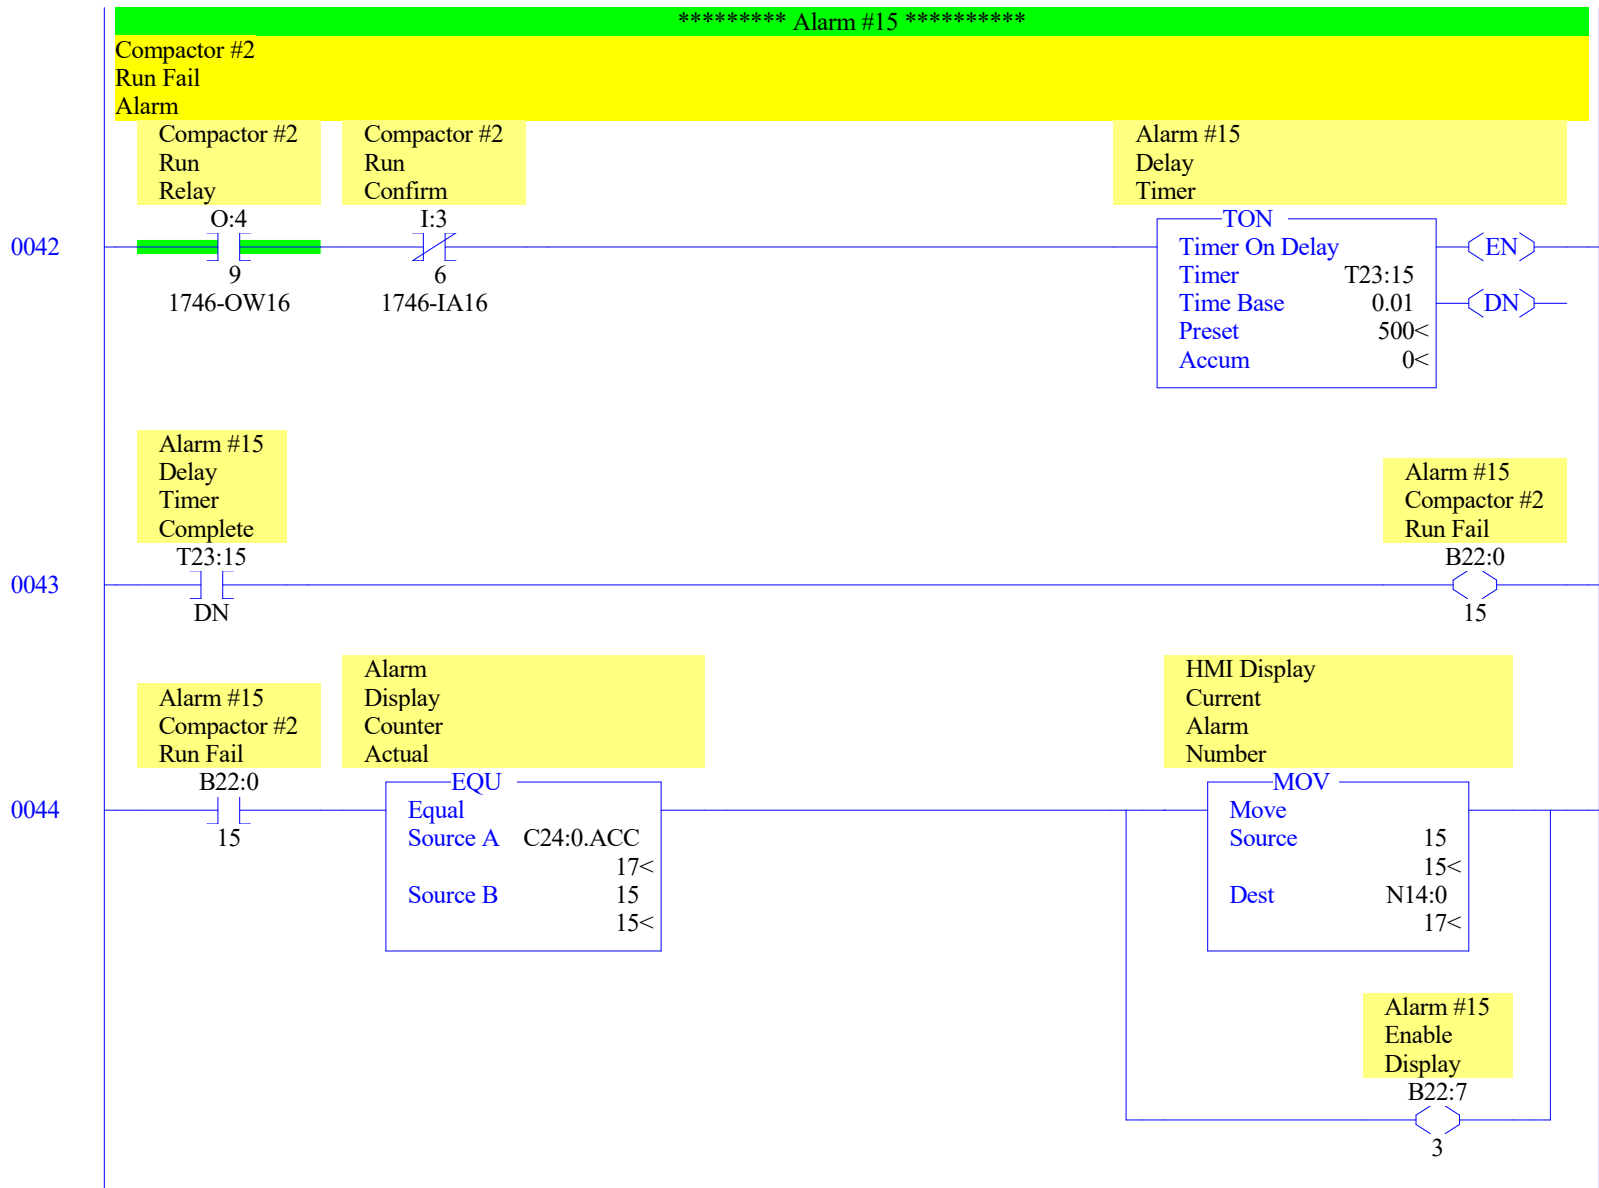 ********* Alarm #15 **********
Compactor #2
Run Fail
Alarm
Compactor #2
Run
Relay
O:4
9
1746-OW16
Compactor #2
Run
Confirm
I:3
6
1746-IA16
Alarm #15
Delay
Timer
0042
TON
Timer On Delay
Timer T23:15
Time Base 0.01
Preset 500<
Accum 0<
EN
DN
Alarm #15
Delay
Timer
Complete
T23:15
DN
Alarm #15
Compactor #2
Run Fail
B22:0
15
0043
Alarm #15
Compactor #2
Run Fail
B22:0
15
Alarm
Display
Counter
Actual
0044
EQU
Equal
Source A C24:0.ACC
17<
Source B 15
15<
HMI Display
Current
Alarm
Number
MOV
Move
Source 15
15<
Dest N14:0
17<
Alarm #15
Enable
Display
B22:7
3